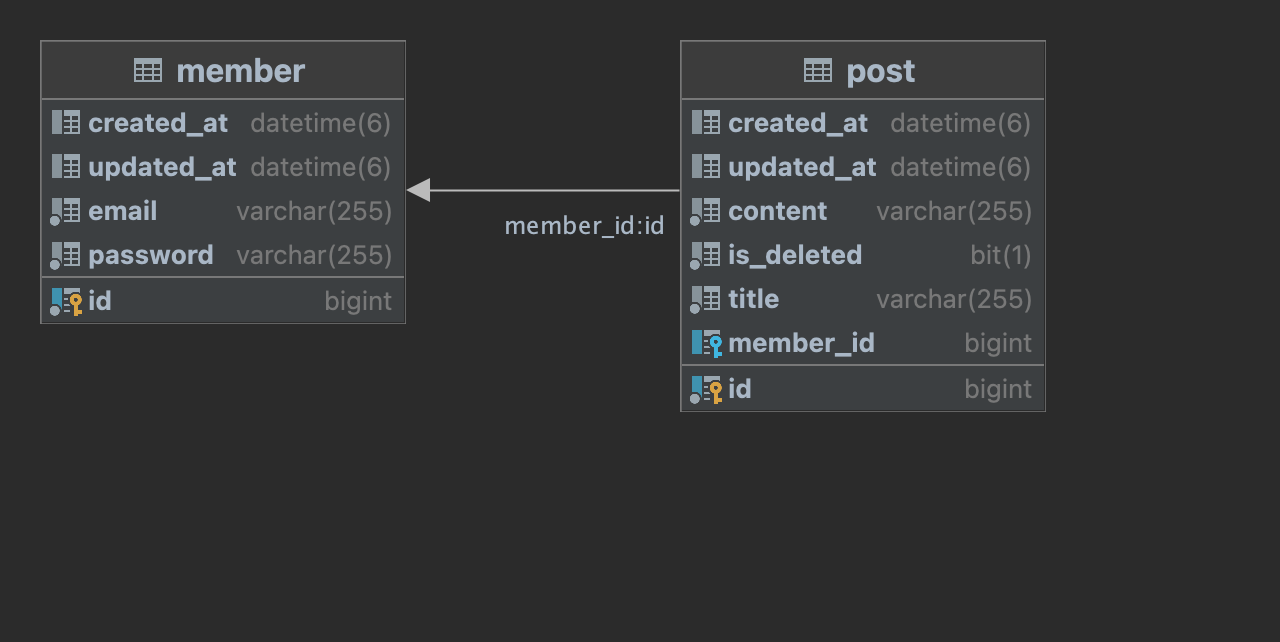 member
created_at datetime(6)
updated_at datetime(6)
email varchar(255)
password varchar(255)
id bigint
member_id:id
post
created_at datetime(6)
updated_at datetime(6)
content varchar(255)
is_deleted bit(1)
title varchar(255)
member_id bigint
id bigint